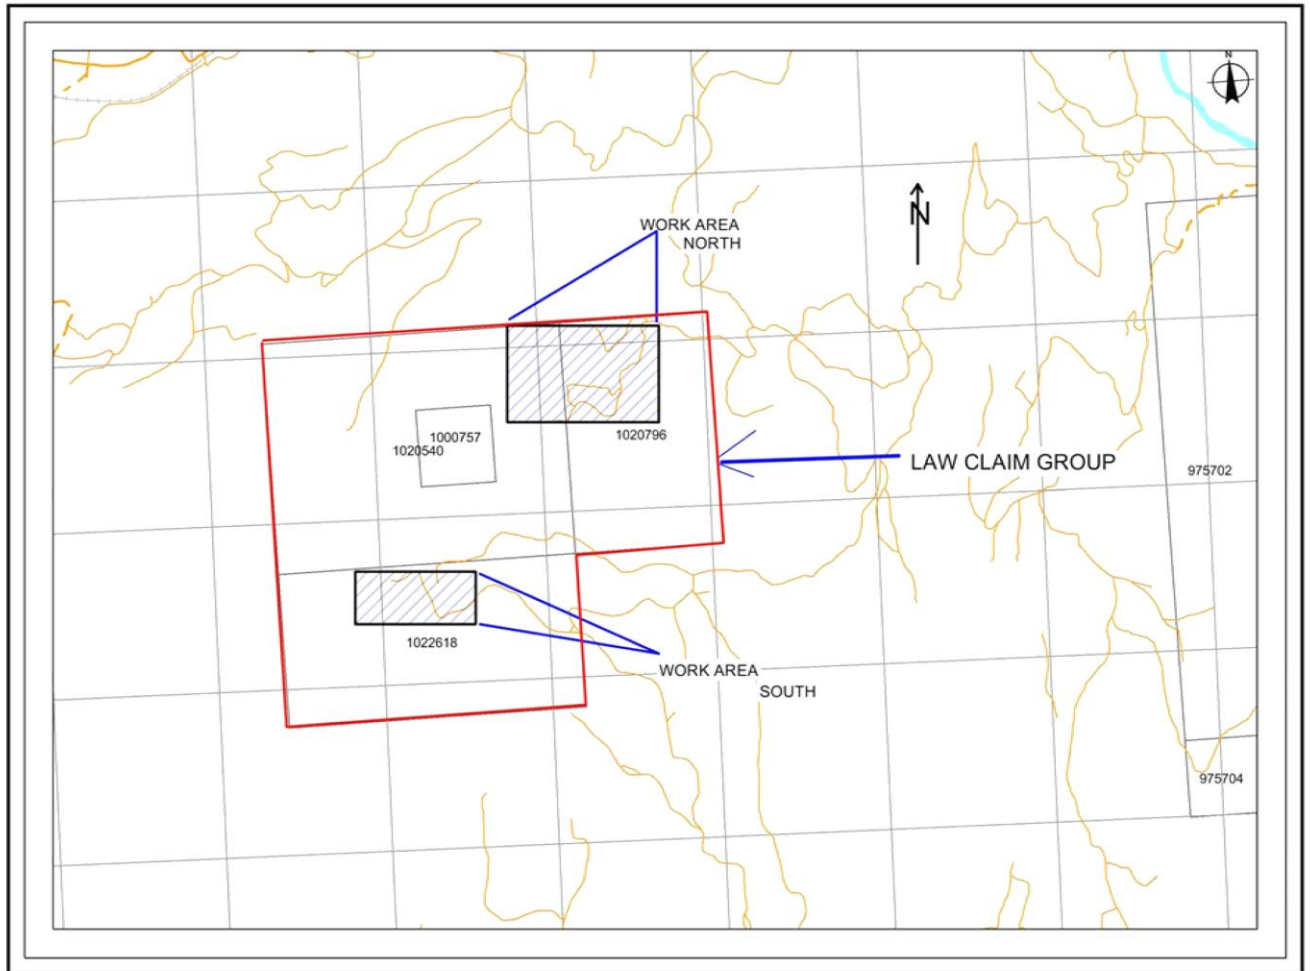 N
N
WORK AREA
NORTH
1020796
1000757
1020540
LAW CLAIM GROUP
975702
1022618
WORK AREA
SOUTH
975704